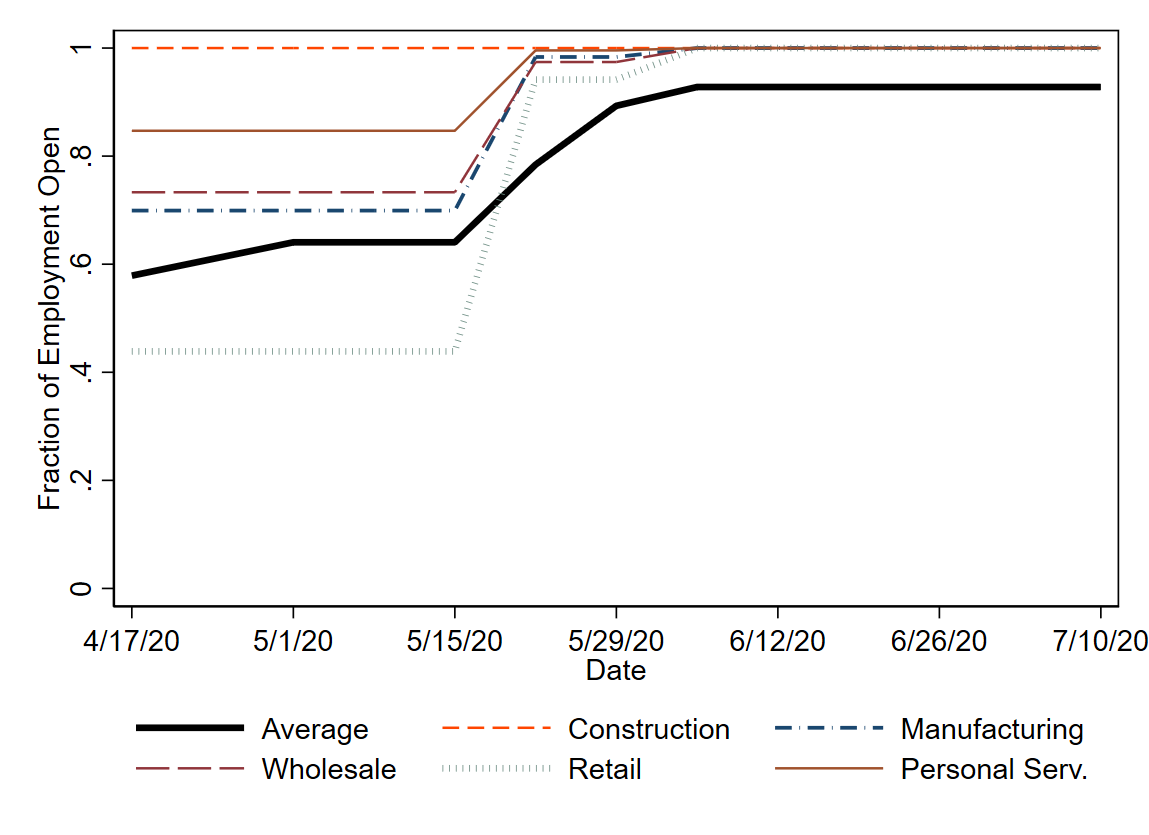 Fraction of Employment Open
1
.8
.6
.4
.2
0
4/17/20 5/1/20 5/15/20 5/29/20 6/12/20 6/26/20 7/10/20
Date
Average Construction Manufacturing
Wholesale Retail Personal Serv.